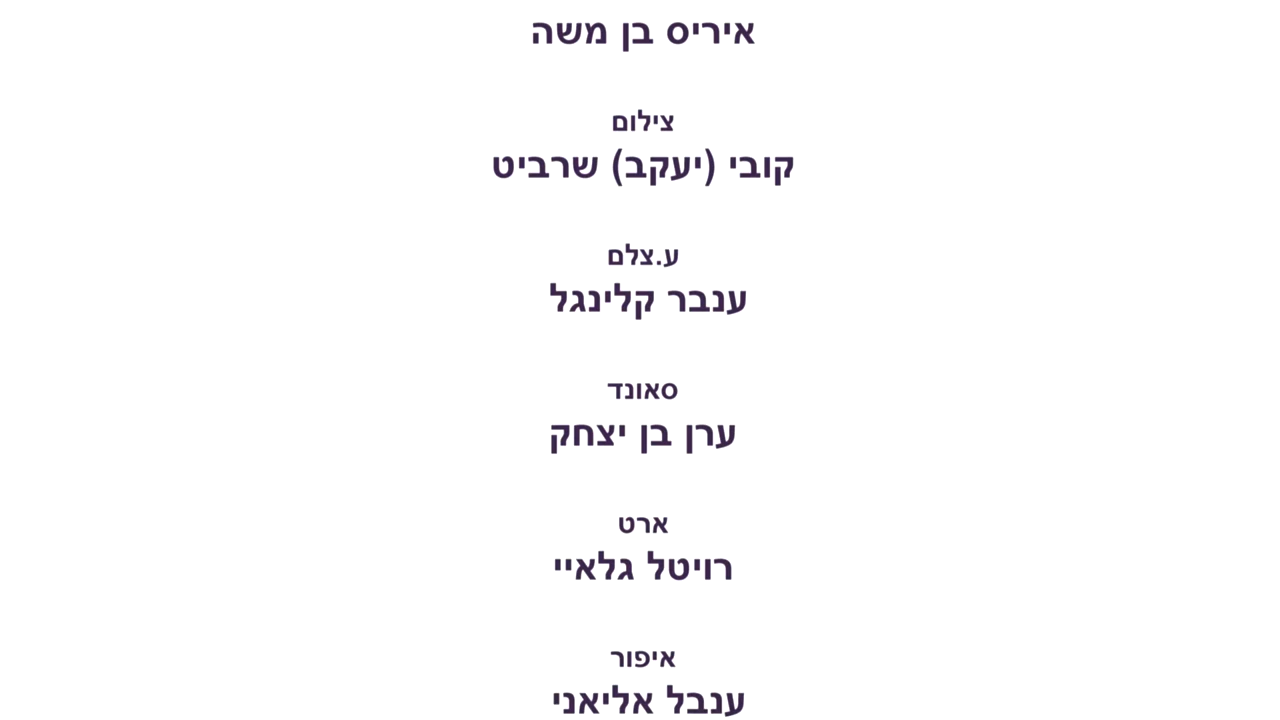 איריס בן משה
צילום
קובי (יעקב) שרביט
ע.צלם
ענבר קלינגל
סאונד
ערן בן יצחק
ארט
רויטל גלאיי
איפור
ענבל אליאני